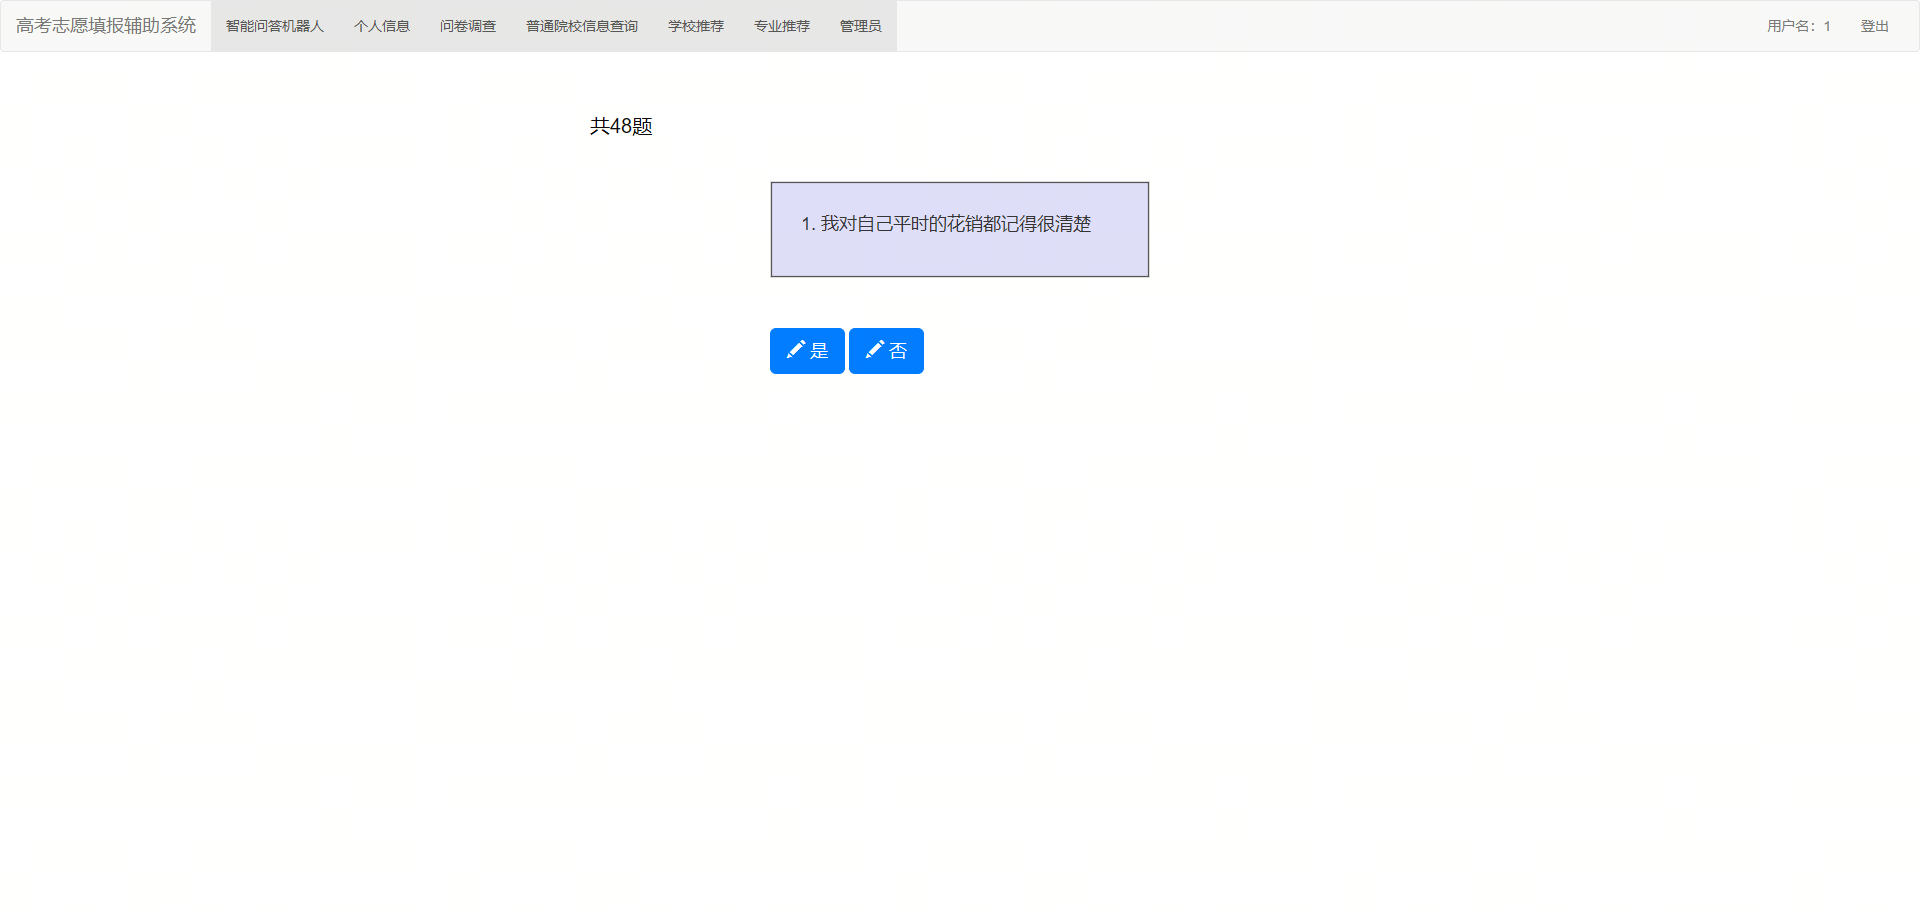 高考志愿填报辅助系统 智能问答机器人 个人信息 问卷调查 普通院校信息查询 学校推荐 专业推荐 管理员 用户名：1 登出
共48题
1. 我对自己平时的花销都记得很清楚
是 否